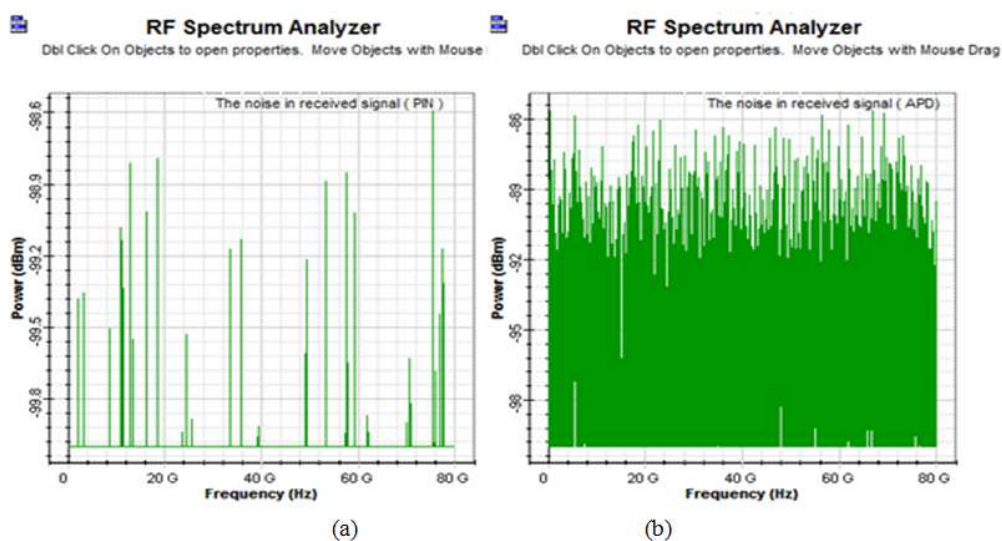 RF Spectrum Analyzer
Dbl Click On Objects to open properties. Move Objects with Mouse
The noise in received signal ( PIN )
Power (dBm)
-98.6
-98.9
-99.2
-99.5
-99.8
0 20 G 40 G 60 G 80 G
Frequency (Hz)
(a)
RF Spectrum Analyzer
Dbl Click On Objects to open properties. Move Objects with Mouse Drag
The noise in received signal ( APD)
Power (dBm)
-86
-89
-92
-95
-98
0 20 G 40 G 60 G 80 G
Frequency (Hz)
(b)